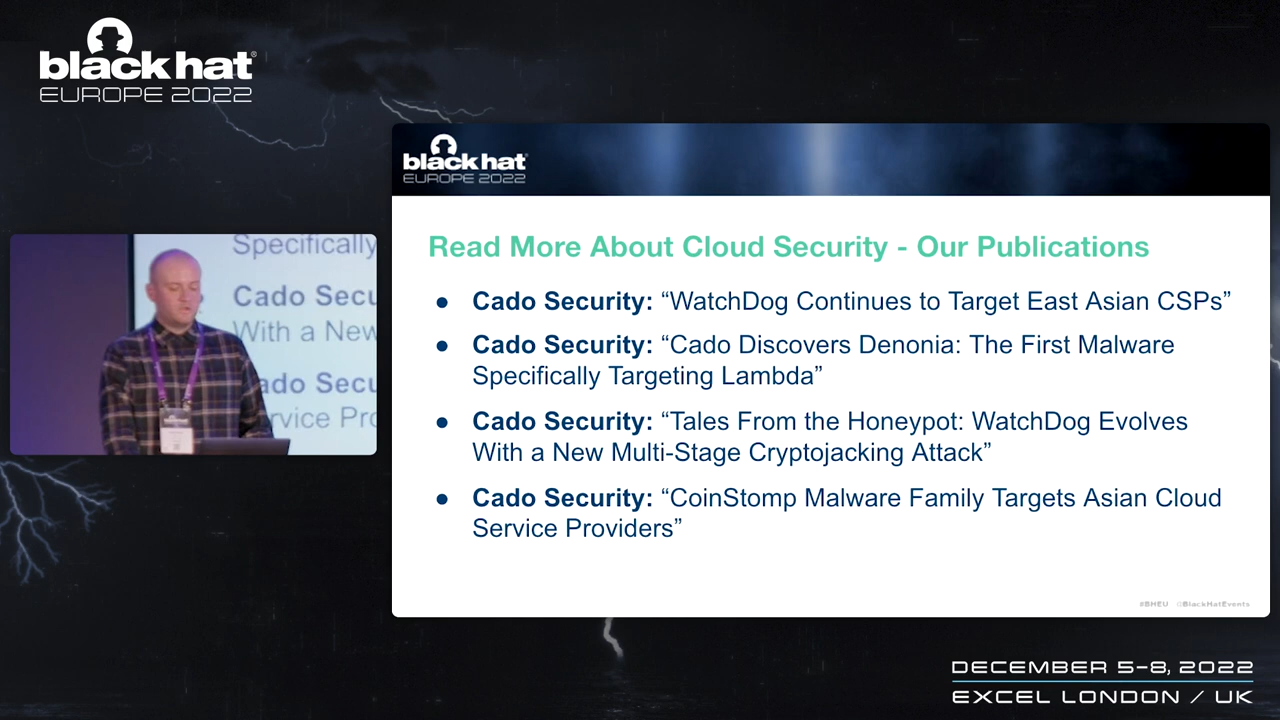 black hat®
EUROPE 2022
black hat®
EUROPE 2022
Read More About Cloud Security - Our Publications
● Cado Security: “WatchDog Continues to Target East Asian CSPs”
● Cado Security: “Cado Discovers Denonia: The First Malware
Specifically Targeting Lambda”
● Cado Security: “Tales From the Honeypot: WatchDog Evolves
With a New Multi-Stage Cryptojacking Attack”
● Cado Security: “CoinStomp Malware Family Targets Asian Cloud
Service Providers”
#BHEU @BlackHatEvents
Specifically
Cado Secu
With a New
ado Secu
rvice Pro
DECEMBER 5-8, 2022
EXCEL LONDON / UK